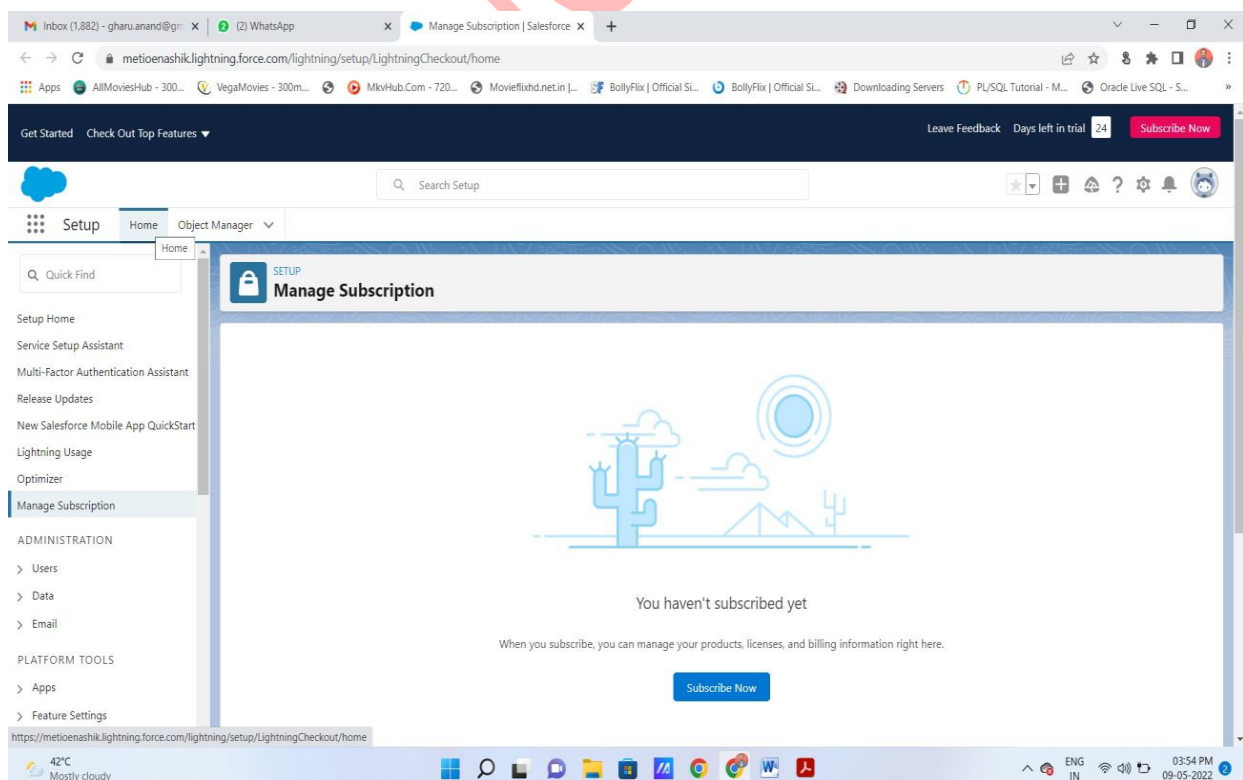 Inbox (1,882) - gharu.anand@gm
(2) WhatsApp
Manage Subscription | Salesforce
metioenashik.lightning.force.com/lightning/setup/LightningCheckout/home
Apps
AllMoviesHub - 300...
VegaMovies - 300m...
MkvHub.Com - 720...
Movieflixhd.net.in |...
BollyFlix | Official Si...
BollyFlix | Official Si...
Downloading Servers
PL/SQL Tutorial - M...
Oracle Live SQL - S...
»
Get Started Check Out Top Features
Leave Feedback Days left in trial 24 Subscribe Now
Search Setup
Setup Home Object Manager
Home
Quick Find
SETUP
Manage Subscription
Setup Home
Service Setup Assistant
Multi-Factor Authentication Assistant
Release Updates
New Salesforce Mobile App QuickStart
Lightning Usage
Optimizer
Manage Subscription
ADMINISTRATION
Users
Data
Email
PLATFORM TOOLS
Apps
Feature Settings
You haven't subscribed yet
When you subscribe, you can manage your products, licenses, and billing information right here.
Subscribe Now
https://metioenashik.lightning.force.com/lightning/setup/LightningCheckout/home
42°C
Mostly cloudy
ENG
IN
03:54 PM
09-05-2022
2